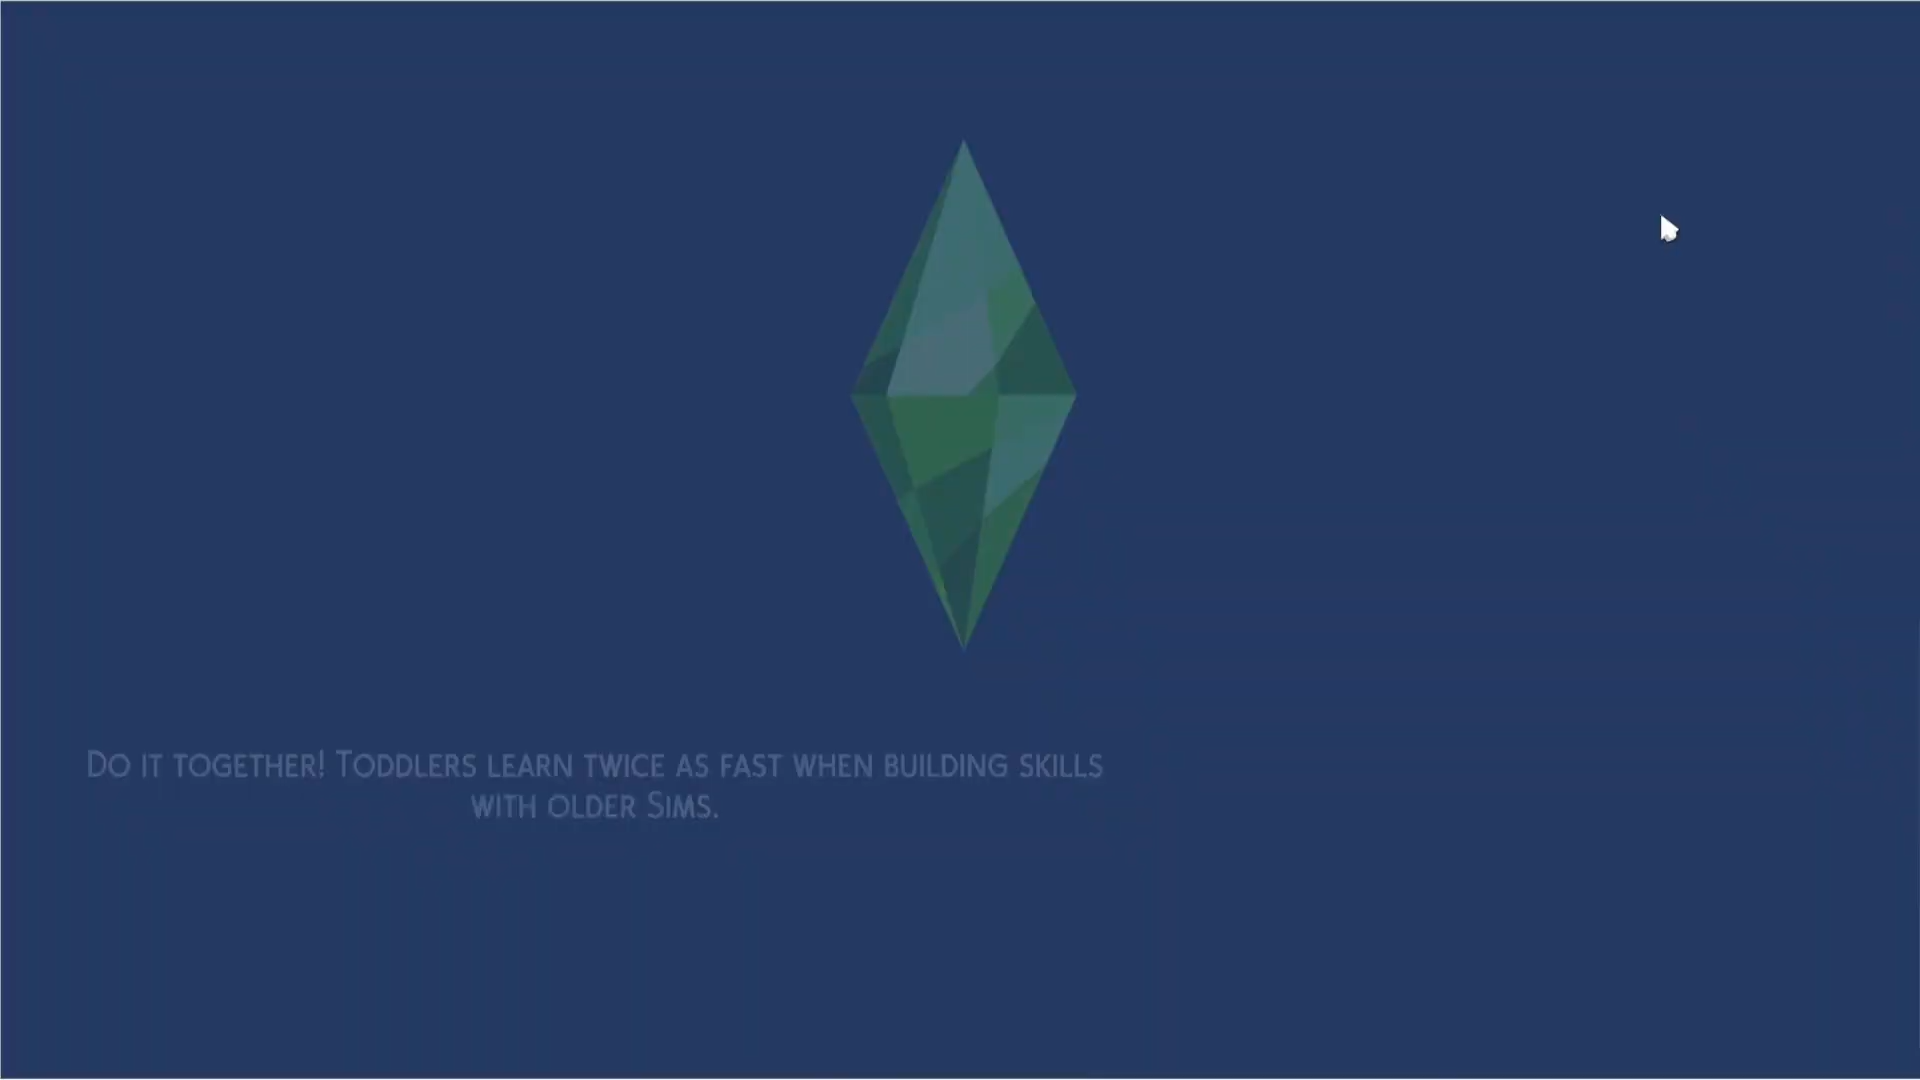 Do it together! Toddlers learn twice as fast when building skills
with older Sims.